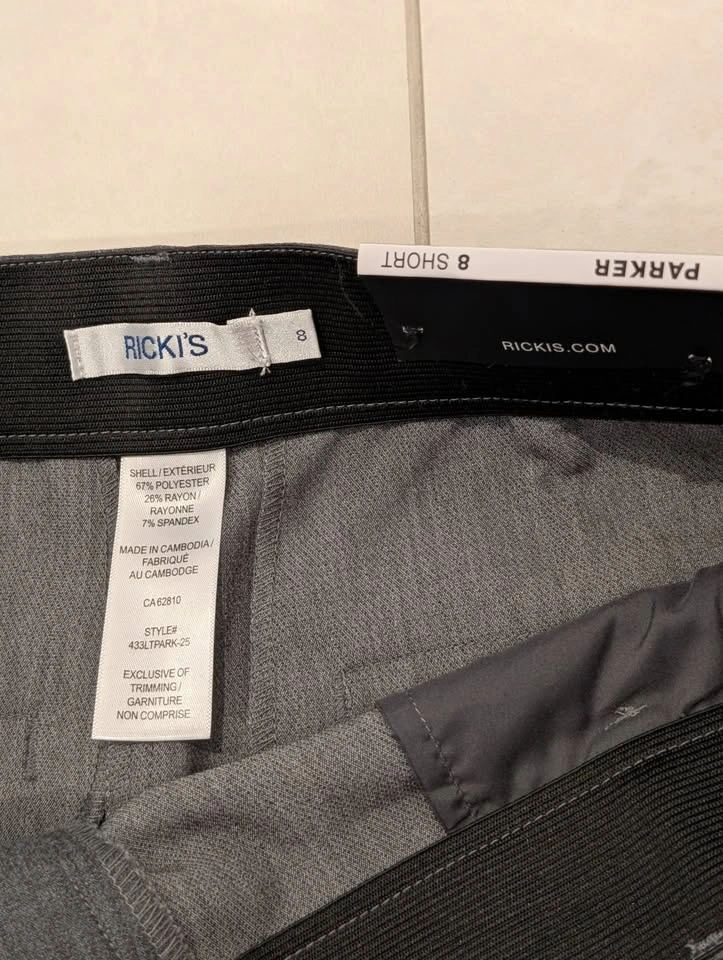 8 SHORT
PARKER
RICKIS.COM
RICKI'S
8
SHELL/EXTÉRIEUR
67% POLYESTER
26% RAYON/
RAYONNE
7% SPANDEX
MADE IN CAMBODIA/
FABRIQUÉ
AU CAMBODGE
CA 62810
STYLE#
433LTPARK-25
EXCLUSIVE OF
TRIMMING/
GARNITURE
NON COMPRISE